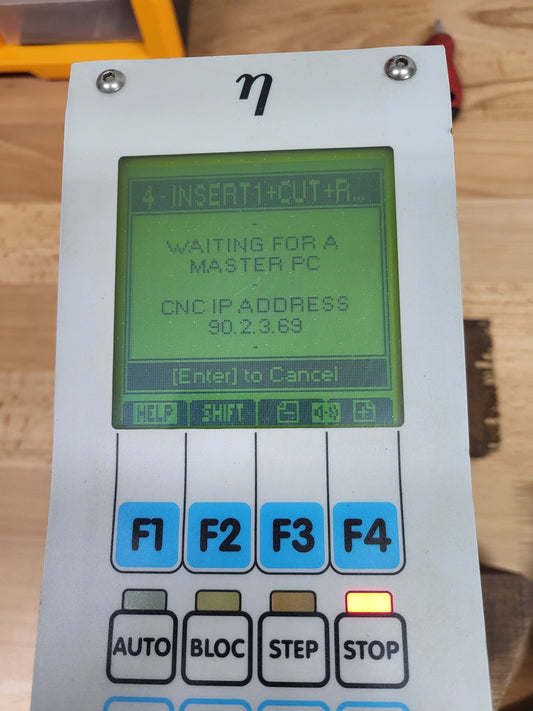 η
4 - INSERT1+CUT+R...
-
WAITING FOR A
MASTER PC
CNC IP ADDRESS
90.2.3.69
-
[Enter] to Cancel
HELP SHIFT
F1 F2 F3 F4
AUTO BLOC STEP STOP